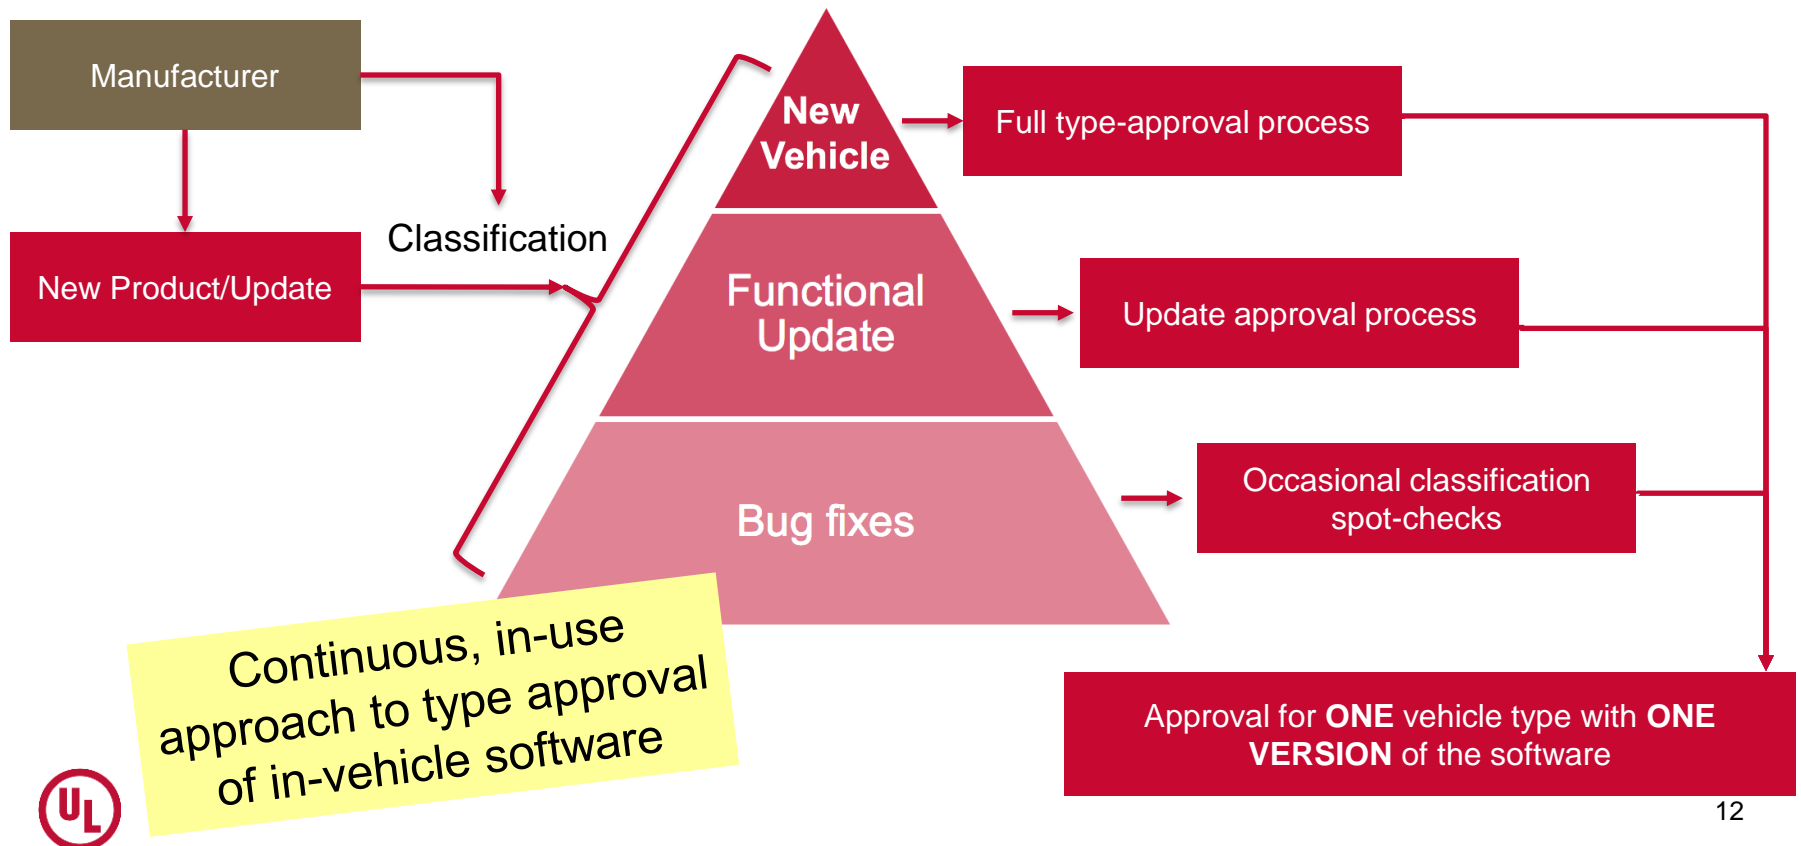 Manufacturer
New Product/Update
Classification
New
Vehicle
Functional
Update
Bug fixes
Full type-approval process
Update approval process
Occasional classification
spot-checks
Approval for ONE vehicle type with ONE
VERSION of the software
Continuous, in-use
approach to type approval
of in-vehicle software
UL
12